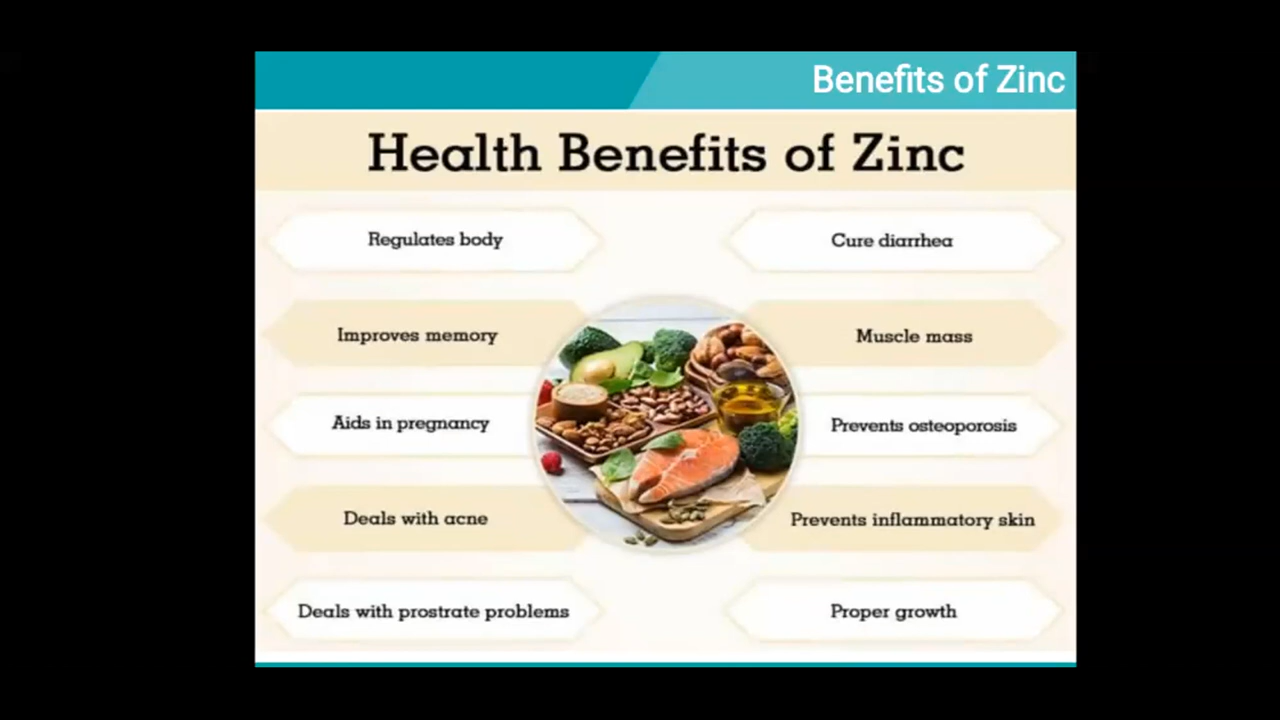 Benefits of Zinc
Health Benefits of Zinc
Regulates body
Cure diarrhea
Improves memory
Muscle mass
Aids in pregnancy
Prevents osteoporosis
Deals with acne
Prevents inflammatory skin
Deals with prostrate problems
Proper growth